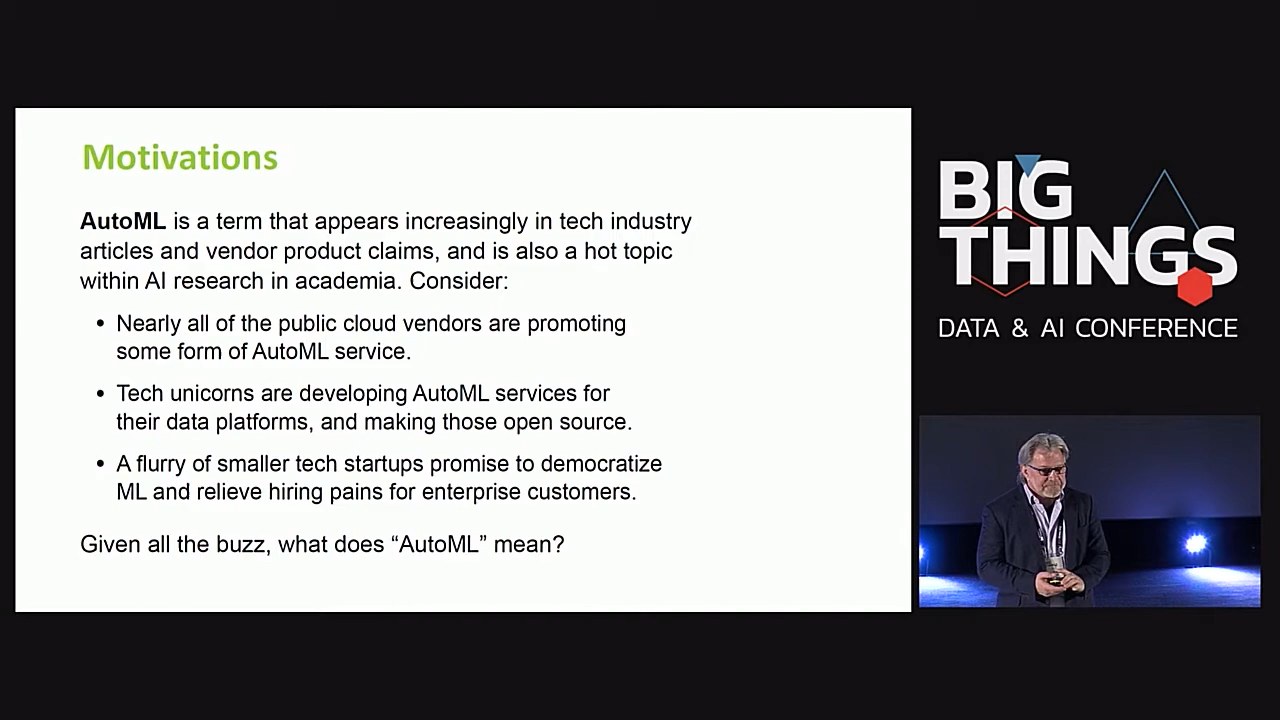 Motivations
AutoML is a term that appears increasingly in tech industry
articles and vendor product claims, and is also a hot topic
within AI research in academia. Consider:
• Nearly all of the public cloud vendors are promoting
some form of AutoML service.
• Tech unicorns are developing AutoML services for
their data platforms, and making those open source.
• A flurry of smaller tech startups promise to democratize
ML and relieve hiring pains for enterprise customers.
Given all the buzz, what does “AutoML” mean?
BIG
THINGS
DATA & AI CONFERENCE